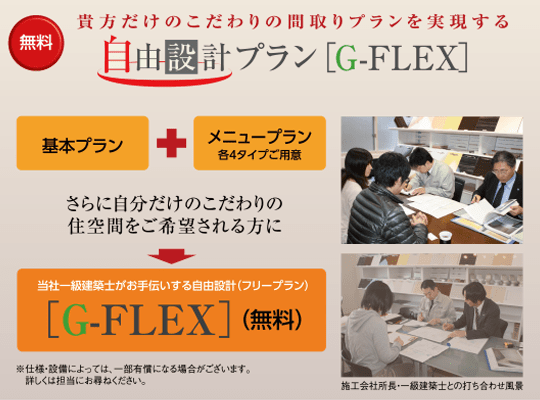 無料
貴方だけのこだわりの間取りプランを実現する
自由設計プラン[G-FLEX]
基本プラン
+
メニュープラン
各4タイプご用意
さらに自分だけのこだわりの
住空間をご希望される方に
当社一級建築士がお手伝いする自由設計(フリープラン)
[G-FLEX](無料)
※仕様・設備によっては、一部有償になる場合がございます。
詳しくは担当にお尋ねください。
施工会社所長・一級建築士との打ち合わせ風景